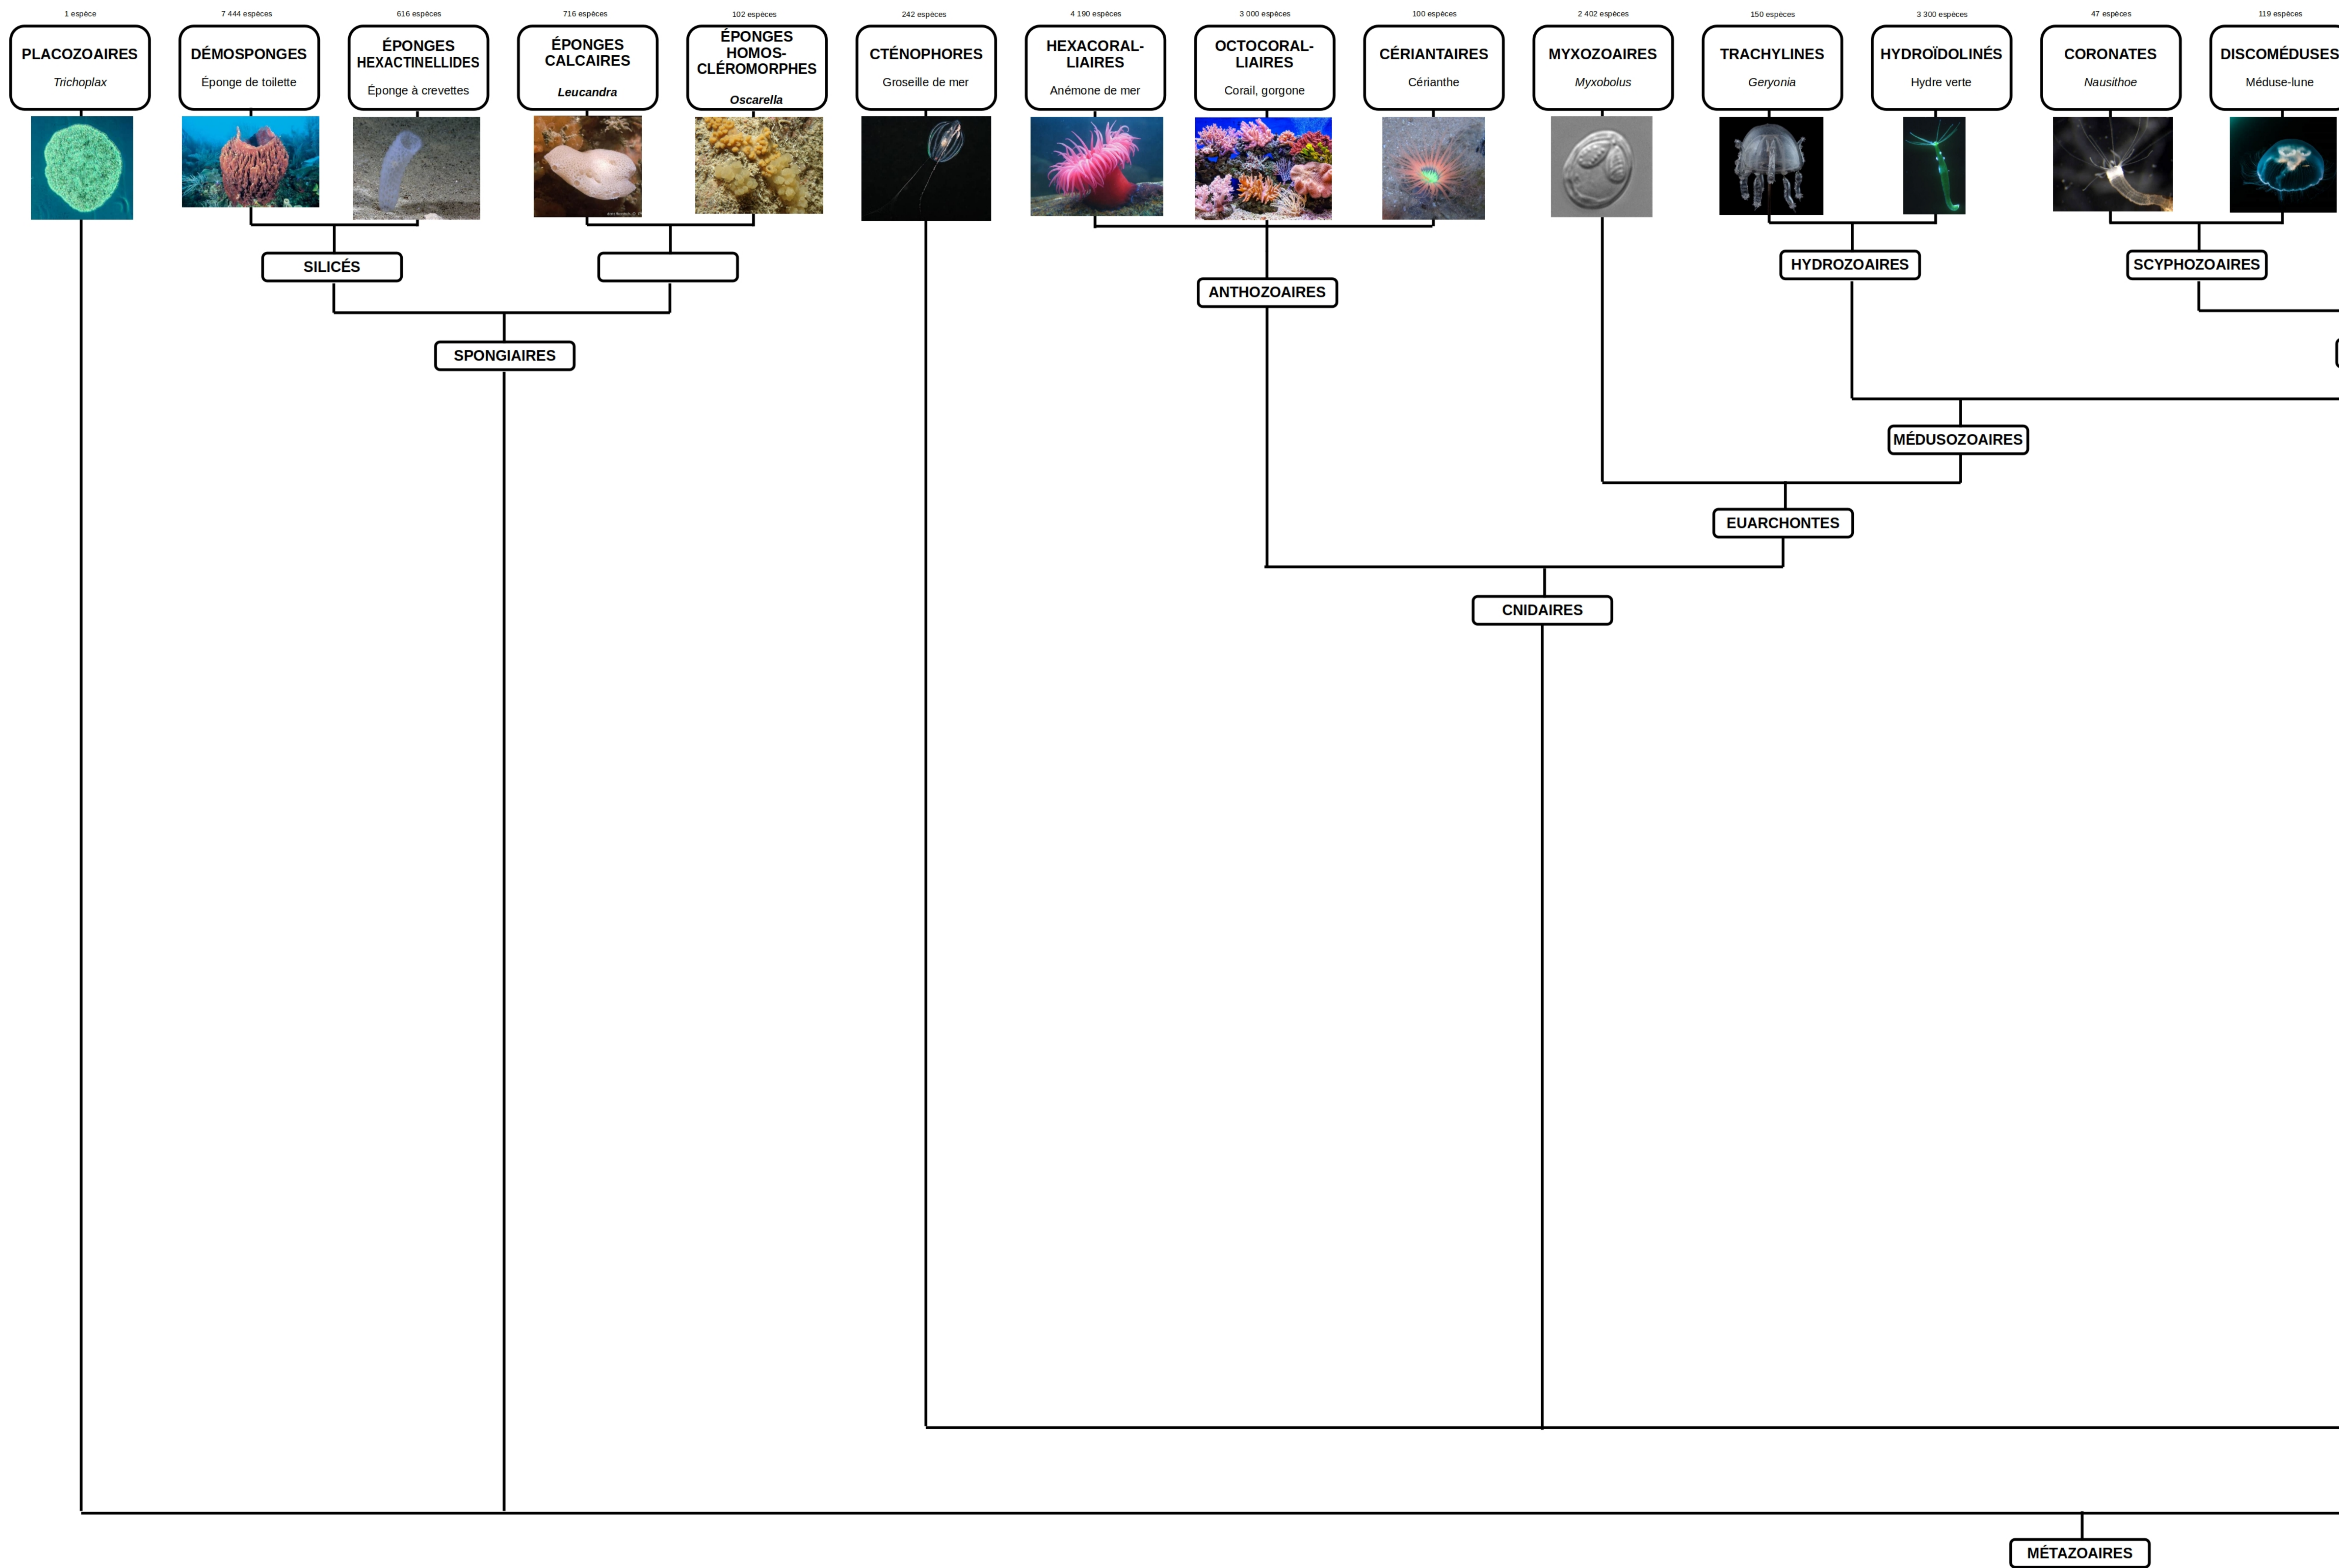 1 espèce
7 444 espèces
616 espèces
716 espèces
102 espèces
242 espèces
4 190 espèces
3 000 espèces
100 espèces
2 402 espèces
150 espèces
3 300 espèces
47 espèces
119 espèces
PLACOZOAIRES
Trichoplax
DÉMOSPONGES
Éponge de toilette
ÉPONGES
HEXACTINELLIDES
Éponge à crevettes
ÉPONGES
CALCAIRES
Leucandra
ÉPONGES
HOMOS-
CLÉROMORPHES
Oscarella
CTÉNOPHORES
Groseille de mer
HEXACORAL-
LIAIRES
Anémone de mer
OCTOCORAL-
LIAIRES
Corail, gorgone
CÉRIANTAIRES
Cérianthe
MYXOZOAIRES
Myxobolus
TRACHYLINES
Geryonia
HYDROÏDOLINÉS
Hydre verte
CORONATES
Nausithoe
DISCOMÉDUSES
Méduse-lune
SILICÉS
HYDROZOAIRES
SCYPHOZOAIRES
ANTHOZOAIRES
SPONGIAIRES
MÉDUSOZOAIRES
EUARCHONTES
CNIDAIRES
MÉTAZOAIRES